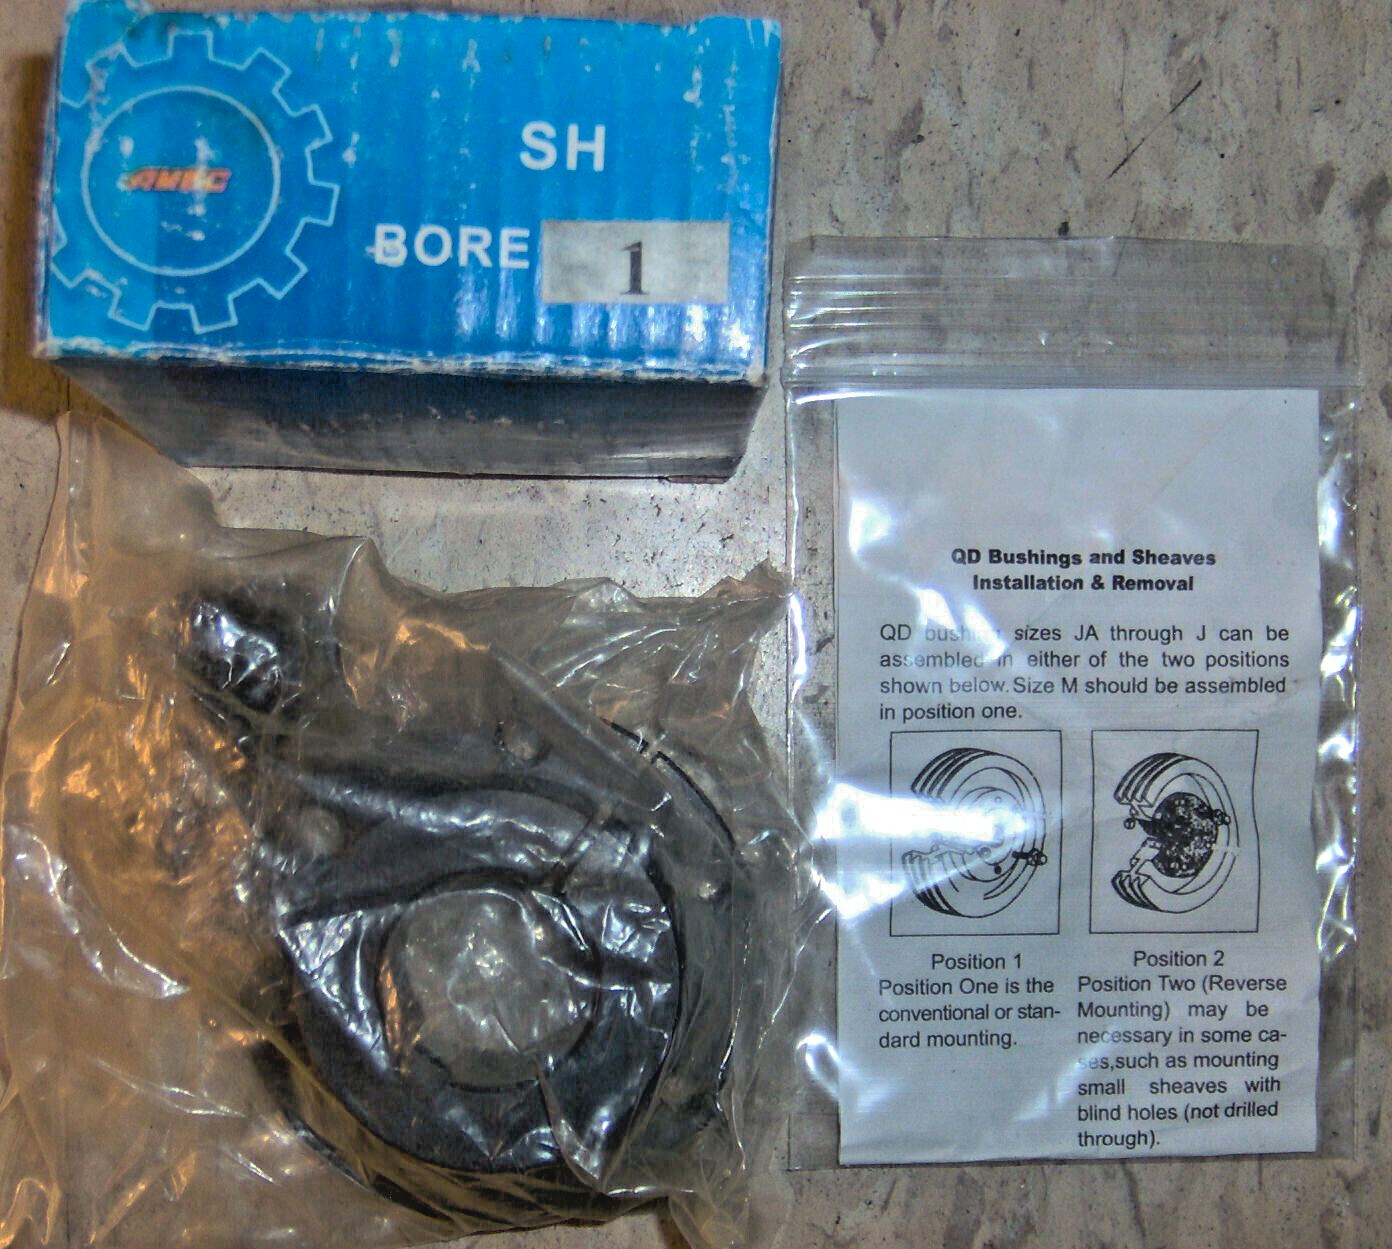 AMEC
SH
BORE 1
QD Bushings and Sheaves
Installation & Removal
QD bushing sizes JA through J can be
assembled in either of the two positions
shown below. Size M should be assembled
in position one.
Position 1
Position One is the
conventional or stan-
dard mounting.
Position 2
Position Two (Reverse
Mounting) may be
necessary in some ca-
ses,such as mounting
small sheaves with
blind holes (not drilled
through).